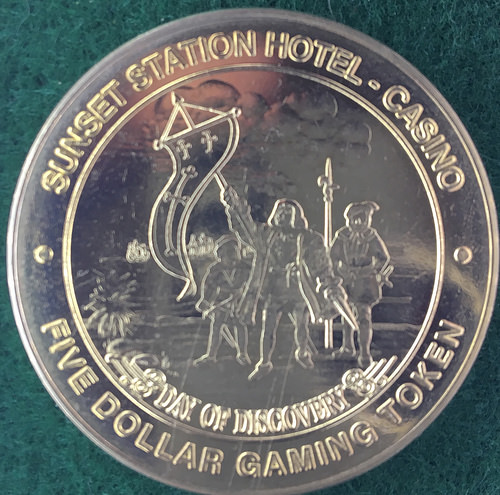 SUNSET STATION HOTEL - CASINO
DAY OF DISCOVERY
FIVE DOLLAR GAMING TOKEN